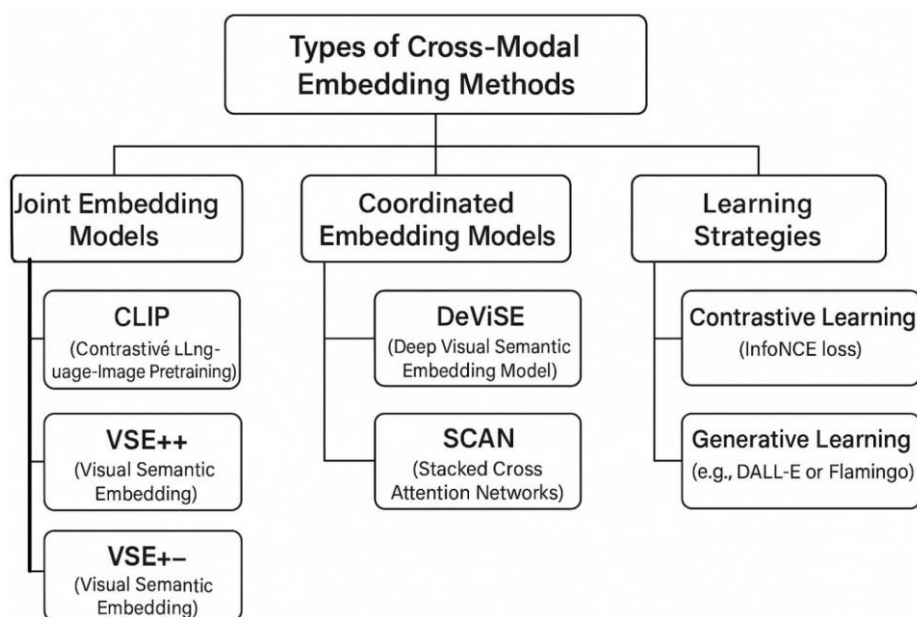 Types of Cross-Modal
Embedding Methods
Joint Embedding
Models
CLIP
(Contrastivé ʟLng-
uage-Image Pretraining)
VSE++
(Visual Semantic
Embedding)
VSE+−
(Visual Semantic
Embedding)
Coordinated
Embedding Models
DeViSE
(Deep Visual Semantic
Embedding Model)
SCAN
(Stacked Cross
Attention Networks)
Learning
Strategies
Contrastive Learning
(InfoNCE loss)
Generative Learning
(e.g., DALL-E or Flamingo)